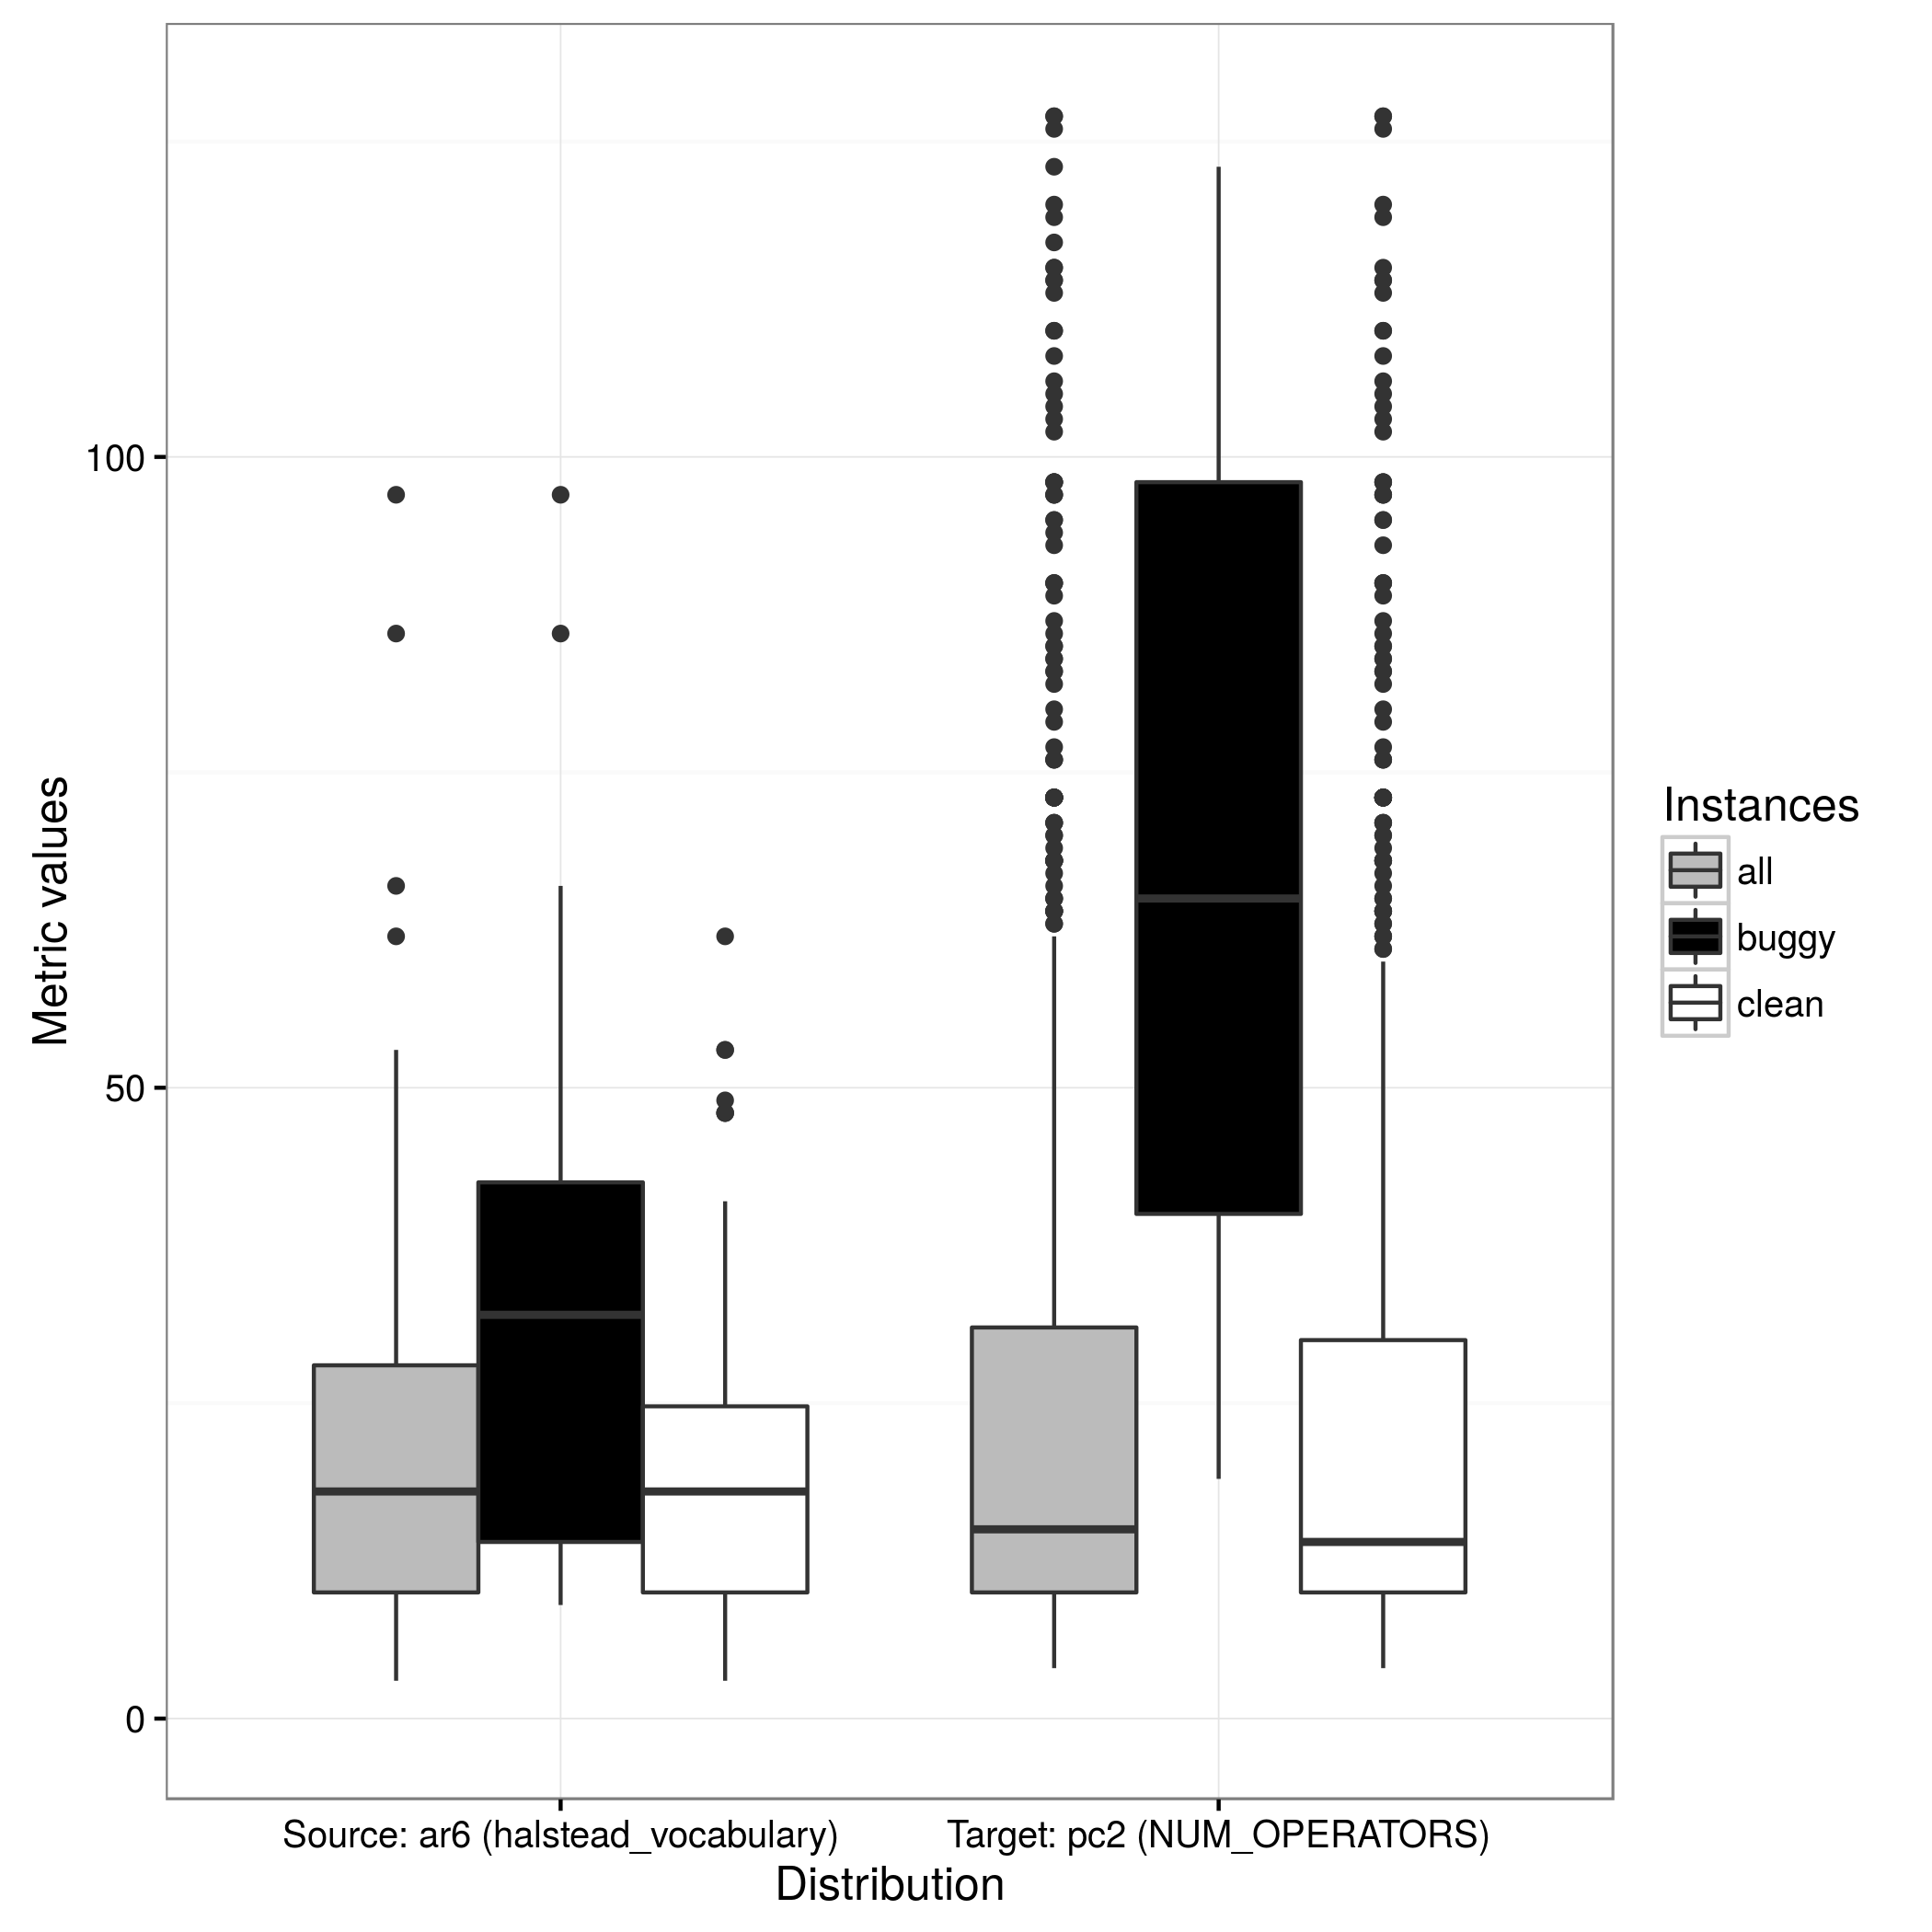 Metric values
100
50
0
Source: ar6 (halstead_vocabulary)
Target: pc2 (NUM_OPERATORS)
Distribution
Instances
all
buggy
clean